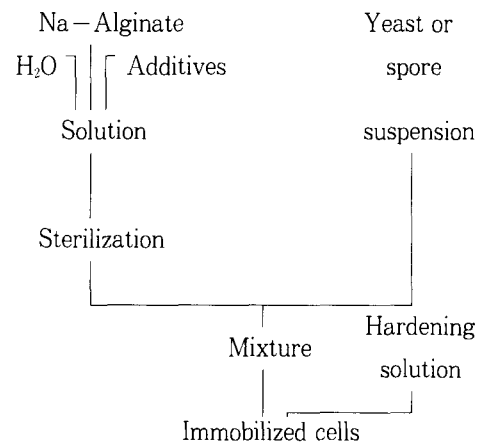 Na-Alginate
Yeast or
H₂O
Additives
spore
Solution
suspension
Sterilization
Hardening
Mixture
solution
Immobilized cells